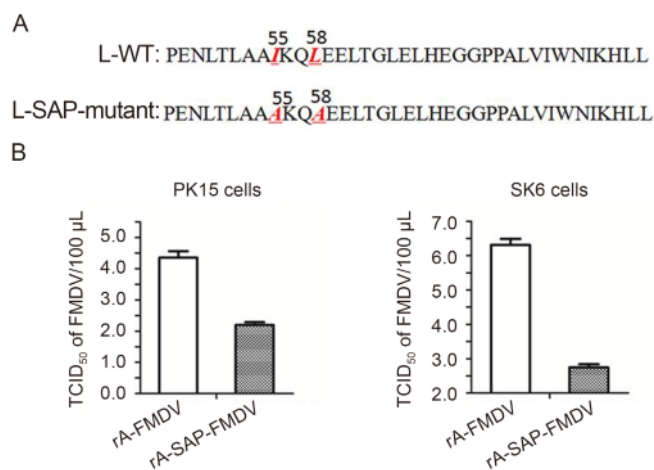 A
55 58
L-WT: PENLTLAAIKQLEELTGLELHEGGPPALVIWNIKHLL
55 58
L-SAP-mutant: PENLTLAAAKQAEELTGLELHEGGPPALVIWNIKHLL
B
PK15 cells
TCID50 of FMDV/100 μL
5.0
4.0
3.0
2.0
1.0
0.0
rA-FMDV
rA-SAP-FMDV
SK6 cells
TCID50 of FMDV/100 μL
7.0
6.0
5.0
4.0
3.0
2.0
rA-FMDV
rA-SAP-FMDV